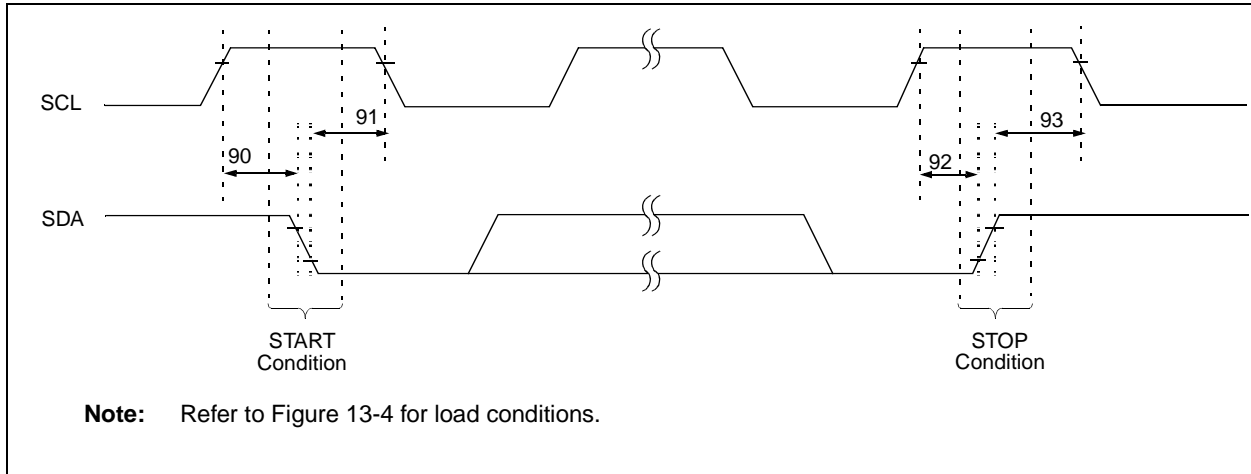 SCL
91
93
90
92
SDA
START
Condition
STOP
Condition
Note: Refer to Figure 13-4 for load conditions.